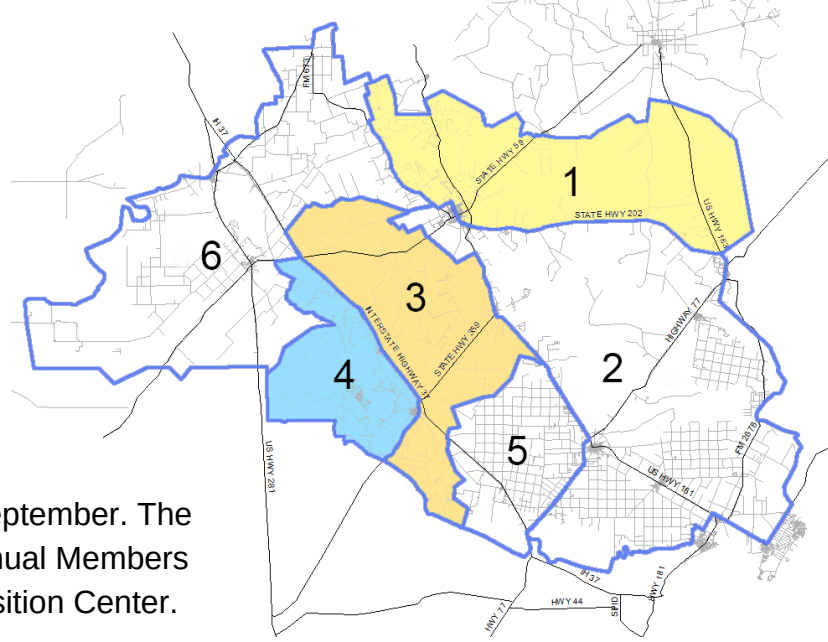 FM 673
IH 37
STATE HWY 59
1
STATE HWY 202
US HWY 183
6
3
INTERSTATE HIGHWAY 37
STATE HWY 359
HIGHWAY 77
4
2
5
FM 2678
US HWY 181
US HWY 281
eptember. The
nual Members
sition Center.
IH 37
HWY 181
HWY 77
HWY 44
SPID